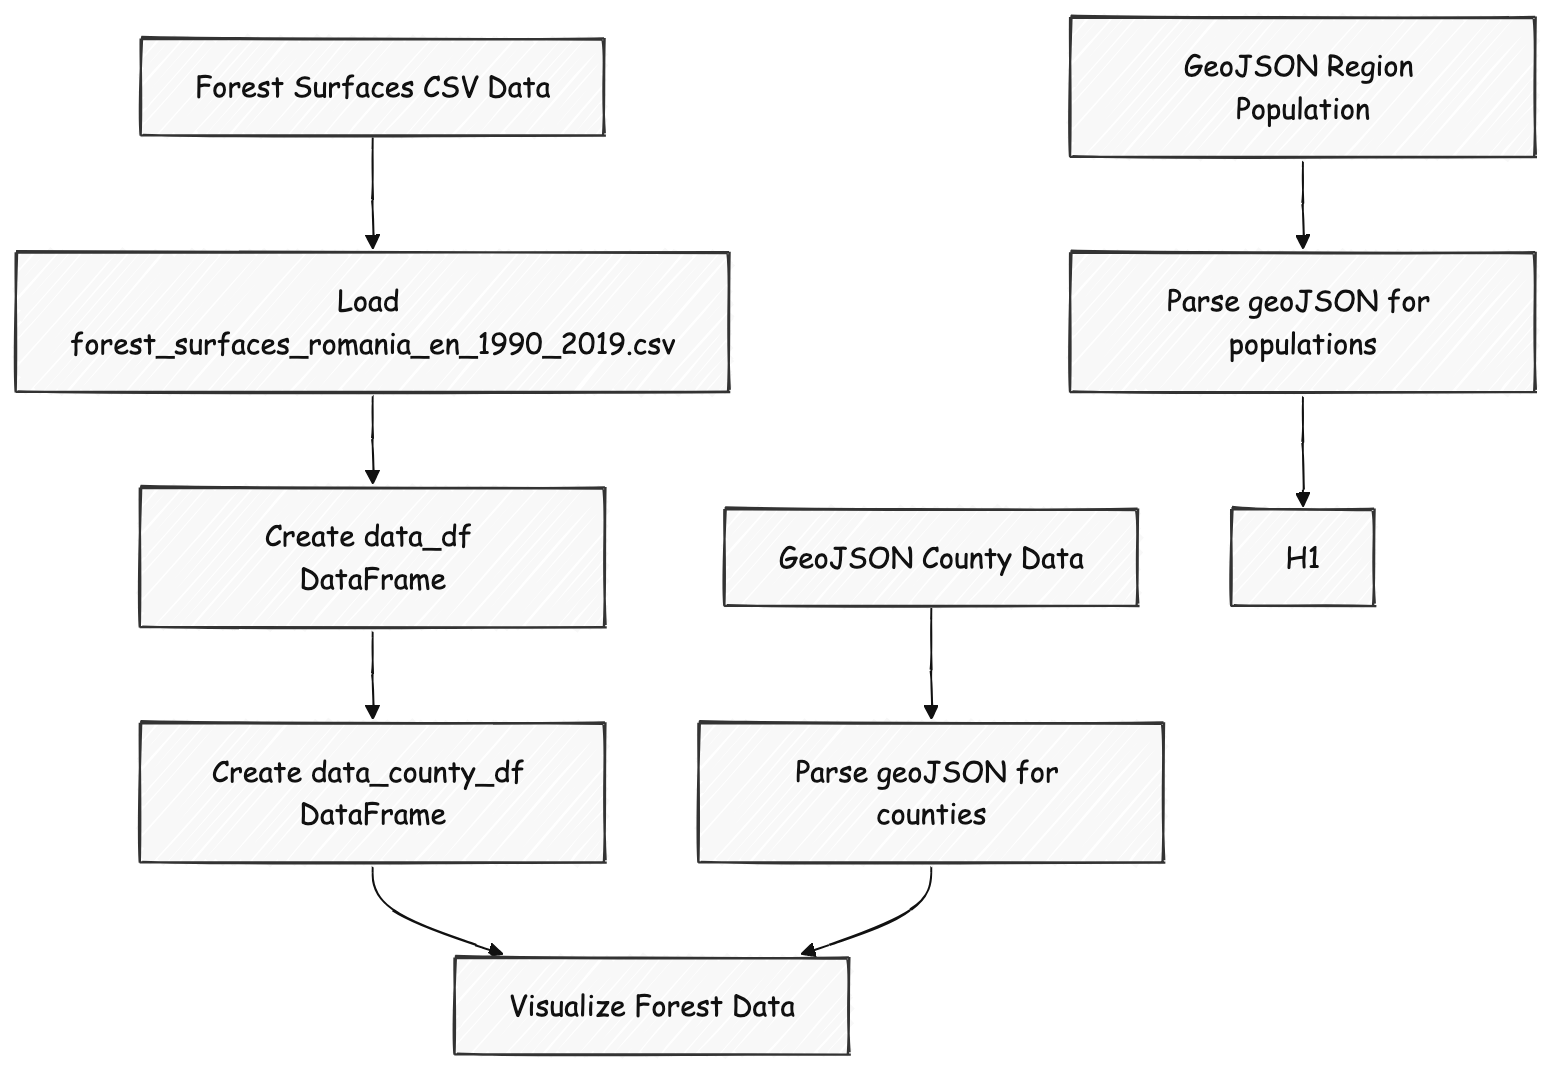 Forest Surfaces CSV Data
GeoJSON Region
Population
Load
forest_surfaces_romania_en_1990_2019.csv
Parse geoJSON for
populations
Create data_df
DataFrame
GeoJSON County Data
H1
Create data_county_df
DataFrame
Parse geoJSON for
counties
Visualize Forest Data